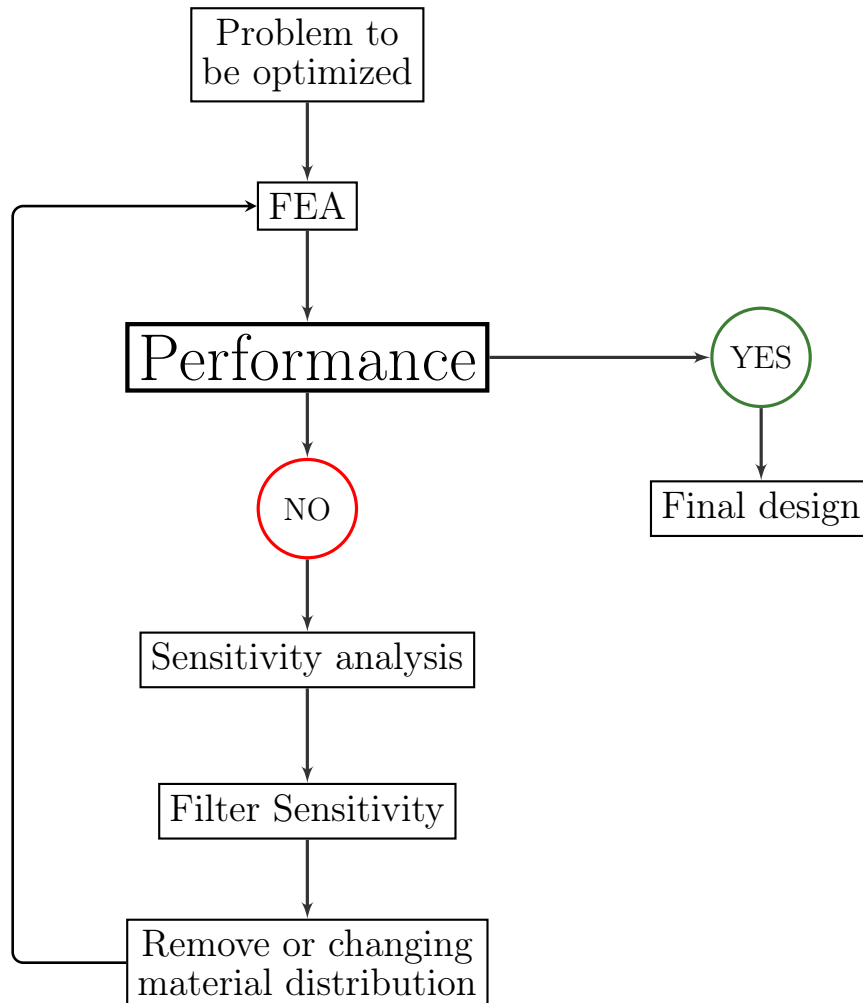 Problem to
be optimized
FEA
Performance
YES
NO
Final design
Sensitivity analysis
Filter Sensitivity
Remove or changing
material distribution